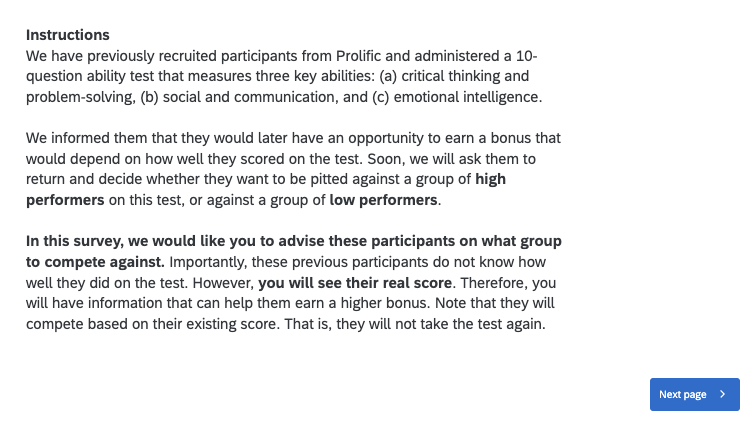 Instructions
We have previously recruited participants from Prolific and administered a 10-
question ability test that measures three key abilities: (a) critical thinking and
problem-solving, (b) social and communication, and (c) emotional intelligence.
We informed them that they would later have an opportunity to earn a bonus that
would depend on how well they scored on the test. Soon, we will ask them to
return and decide whether they want to be pitted against a group of high
performers on this test, or against a group of low performers.
In this survey, we would like you to advise these participants on what group
to compete against. Importantly, these previous participants do not know how
well they did on the test. However, you will see their real score. Therefore, you
will have information that can help them earn a higher bonus. Note that they will
compete based on their existing score. That is, they will not take the test again.
Next page